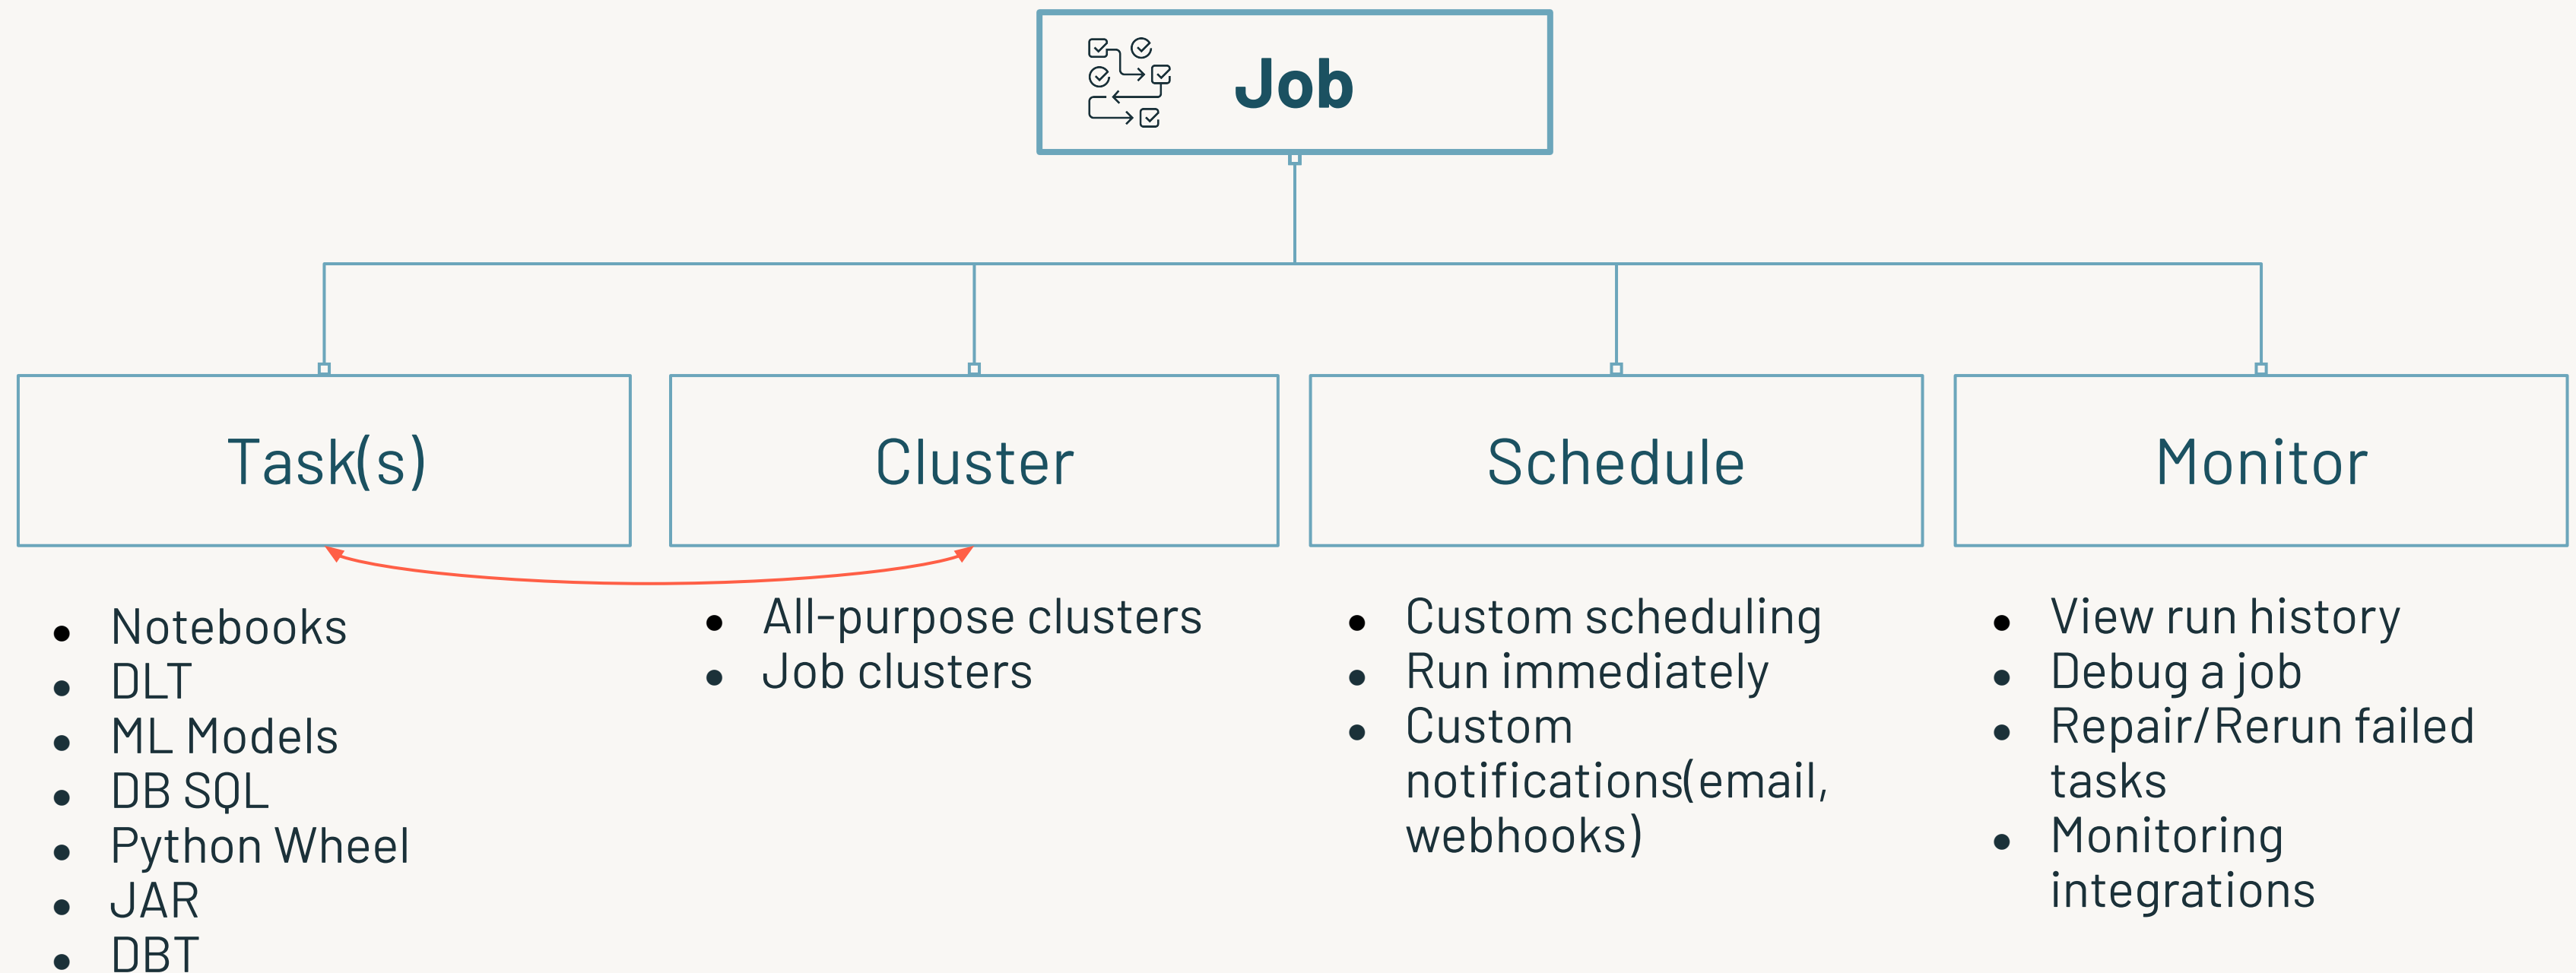 Job
Task(s)
Cluster
Schedule
Monitor
Notebooks
DLT
ML Models
DB SQL
Python Wheel
JAR
DBT
All-purpose clusters
Job clusters
Custom scheduling
Run immediately
Custom
notifications(email,
webhooks)
View run history
Debug a job
Repair/Rerun failed
tasks
Monitoring
integrations